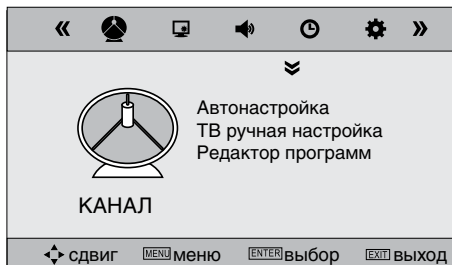 Автонастройка
ТВ ручная настройка
Редактор программ
КАНАЛ
сдвиг MENU меню ENTER выбор EXIT выход